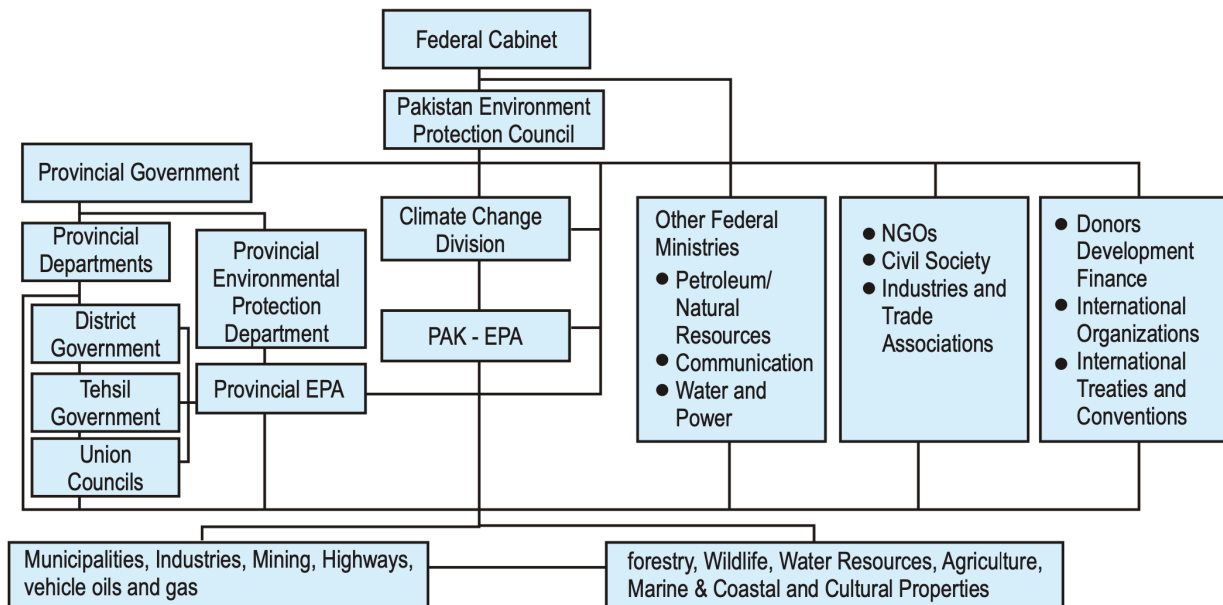 Federal Cabinet
Pakistan Environment
Protection Council
Provincial Government
Provincial
Departments
Provincial
Environmental
Protection
Department
Climate Change
Division
Other Federal
Ministries
● Petroleum/
Natural
Resources
● Communication
● Water and
Power
● NGOs
● Civil Society
● Industries and
Trade
Associations
● Donors
Development
Finance
● International
Organizations
● International
Treaties and
Conventions
District
Government
PAK - EPA
Tehsil
Government
Provincial EPA
Union
Councils
Municipalities, Industries, Mining, Highways,
vehicle oils and gas
forestry, Wildlife, Water Resources, Agriculture,
Marine & Coastal and Cultural Properties